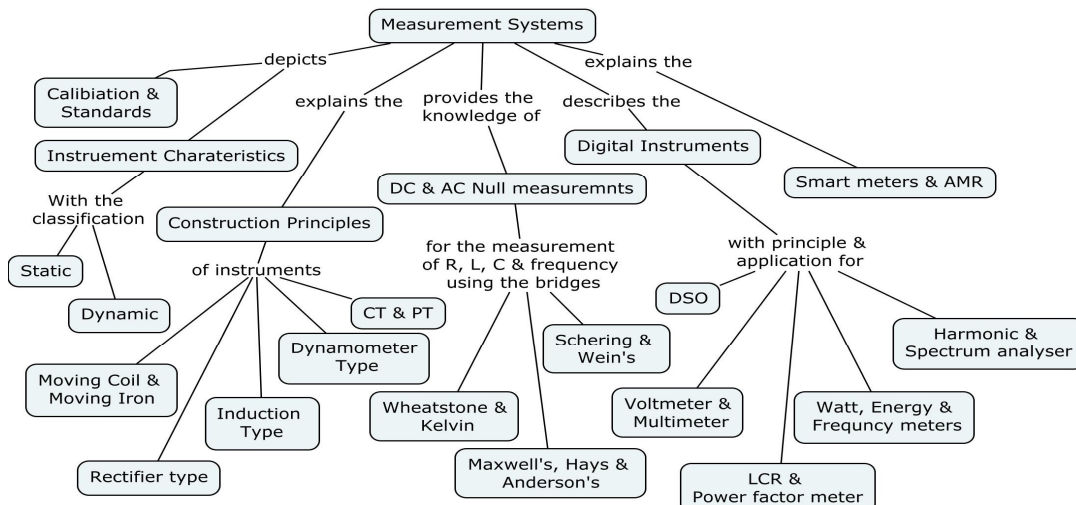 Measurement Systems
depicts
explains the
Calibiation &
Standards
explains the
provides the
knowledge of
describes the
Instruement Charateristics
Digital Instruments
Smart meters & AMR
DC & AC Null measuremnts
With the
classification
Construction Principles
for the measurement
of R, L, C & frequency
using the bridges
with principle &
application for
Static
of instruments
DSO
Dynamic
CT & PT
Schering &
Wein's
Harmonic &
Spectrum analyser
Dynamometer
Type
Moving Coil &
Moving Iron
Induction
Type
Wheatstone &
Kelvin
Voltmeter &
Multimeter
Watt, Energy &
Frequncy meters
Rectifier type
Maxwell's, Hays &
Anderson's
LCR &
Power factor meter